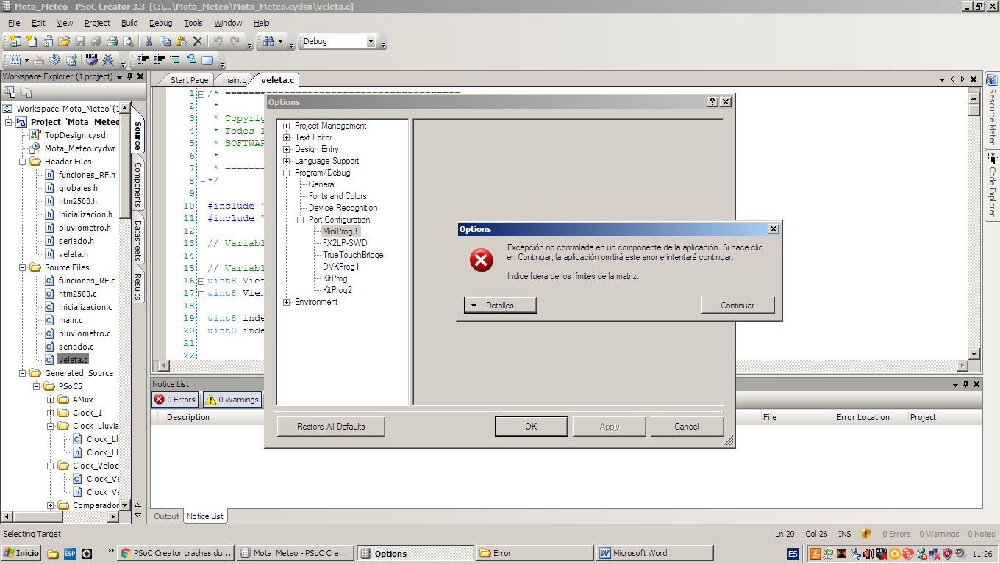 Mota_Meteo - PSoC Creator 3.3 [C:\...\Mota_Meteo\Mota_Meteo.cydsn\veleta.c]
File Edit View Project Build Debug Tools Window Help
Debug
Workspace Explorer (1 project)
Workspace 'Mota_Meteo' (1
Project 'Mota_Meteo
TopDesign.cysch
Mota_Meteo.cydwr
Header Files
funciones_RF.h
globales.h
htm2500.h
inicializacion.h
pluviometro.h
seriado.h
veleta.h
Source Files
funciones_RF.c
htm2500.c
inicializacion.c
main.c
pluviometro.c
seriado.c
veleta.c
Generated_Source
PSoC5
AMux
Clock_1
Clock_Lluvia
Clock_Ll
Clock_Ll
Clock_Veloc
Clock_Ve
Clock_Ve
Comparador
Source
Components
Datasheets
Results
Start Page main.c veleta.c
1 /* ========================================
2 *
3 * Copyrig
4 * Todos l
5 * SOFTWAR
6 *
7 * =========
8 */
9
10 #include "
11 #include "
12
13 // Variabl
14
15 // Variabl
16 uint8 Vien
17 uint8 Vien
18
19 uint8 inde
20 uint8 inde
21
22
Options
Project Management
Text Editor
Design Entry
Language Support
Program/Debug
General
Fonts and Colors
Device Recognition
Port Configuration
MiniProg3
FX2LP-SWD
TrueTouchBridge
DVKProg1
KitProg
KitProg2
Environment
Restore All Defaults OK Apply Cancel
Options
Excepción no controlada en un componente de la aplicación. Si hace clic
en Continuar, la aplicación omitirá este error e intentará continuar.
Índice fuera de los límites de la matriz.
Detalles Continuar
Resource Meter
Code Explorer
Notice List
0 Errors 0 Warnings
Description File Error Location Project
Output Notice List
Selecting Target Ln 20 Col 26 INS 0 Errors 0 Warnings 0 Notes
Inicio ESP PSoC Creator crashes du... Mota_Meteo - PSoC Cre... Options Error Microsoft Word ES 11:26